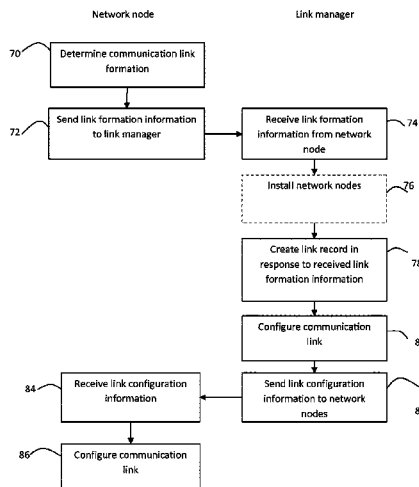 Network node
Link manager
70
Determine communication link
formation
72
Send link formation information
to link manager
Receive link formation
information from network
node
74
Install network nodes
76
Create link record in
response to received link
formation information
78
Configure communication
link
8
84
Receive link configuration
information
Send link configuration
information to network
nodes
8
86
Configure communication
link